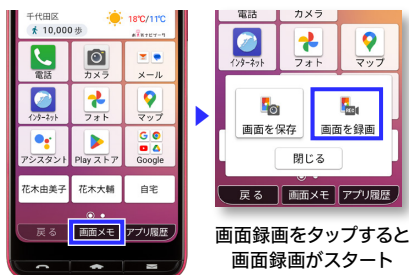 千代田区
18℃/11℃
10,000 歩
電話
カメラ
メール
インターネット
フォト
マップ
アシスタント
Play ストア
Google
花木由美子
花木大輔
自宅
戻る
画面メモ
アプリ履歴
電話
カメラ
インターネット
フォト
マップ
画面を保存
REC
画面を録画
閉じる
戻る
画面メモ
アプリ履歴
画面録画をタップすると
画面録画がスタート